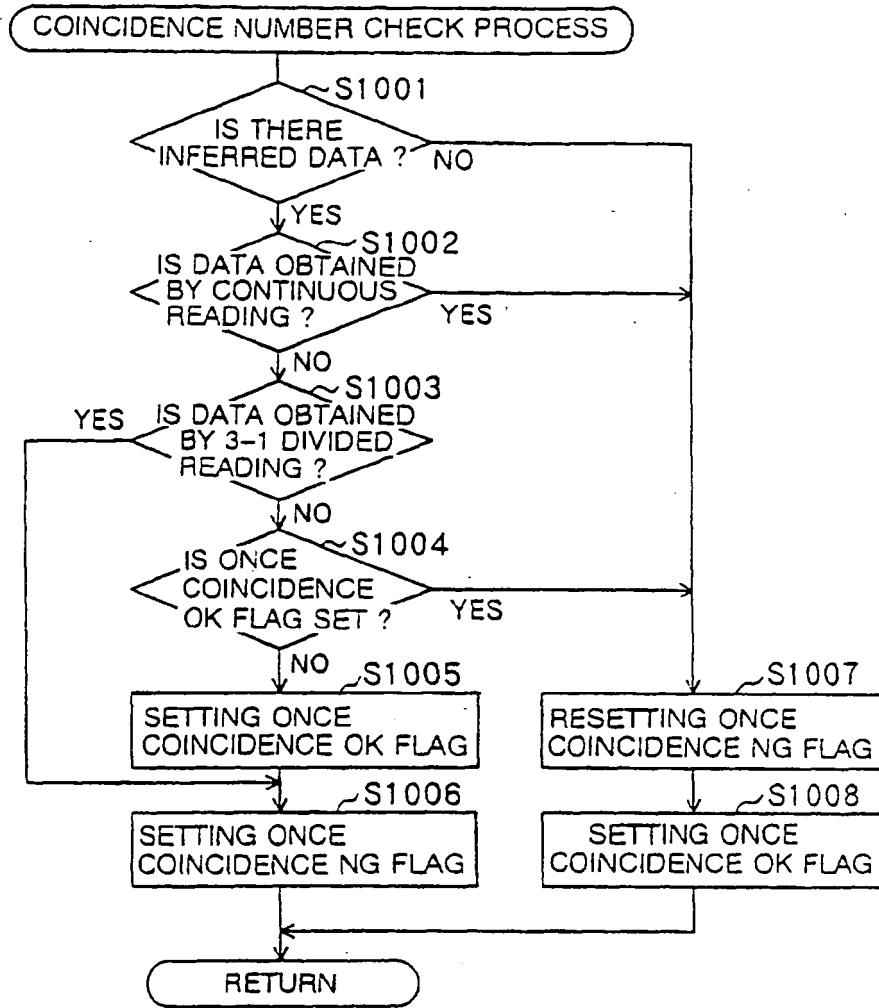 COINCIDENCE NUMBER CHECK PROCESS
S1001
IS THERE
INFERRED DATA ?
NO
YES
S1002
IS DATA OBTAINED
BY CONTINUOUS
READING ?
YES
NO
S1003
YES
IS DATA OBTAINED
BY 3-1 DIVIDED
READING ?
NO
S1004
IS ONCE
COINCIDENCE
OK FLAG SET ?
YES
NO
S1005
SETTING ONCE
COINCIDENCE OK FLAG
S1007
RESETTING ONCE
COINCIDENCE NG FLAG
S1006
SETTING ONCE
COINCIDENCE NG FLAG
S1008
SETTING ONCE
COINCIDENCE OK FLAG
RETURN